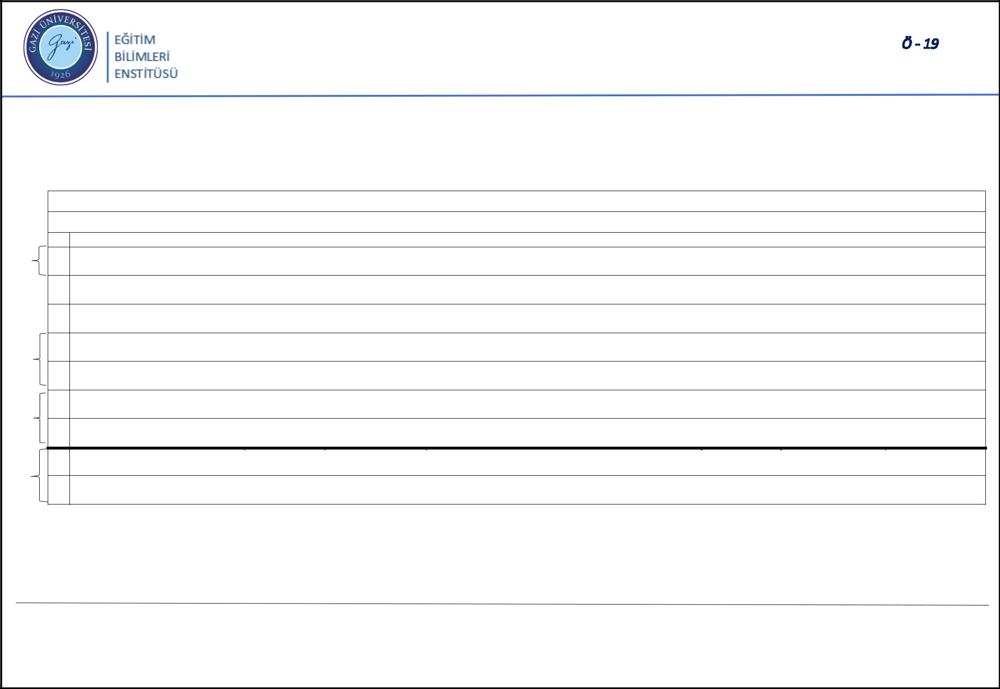 GAZİ ÜNİVERSİTESİ
Gazi
1926
EĞİTİM
BİLİMLERİ
ENSTİTÜSÜ
Ö - 19